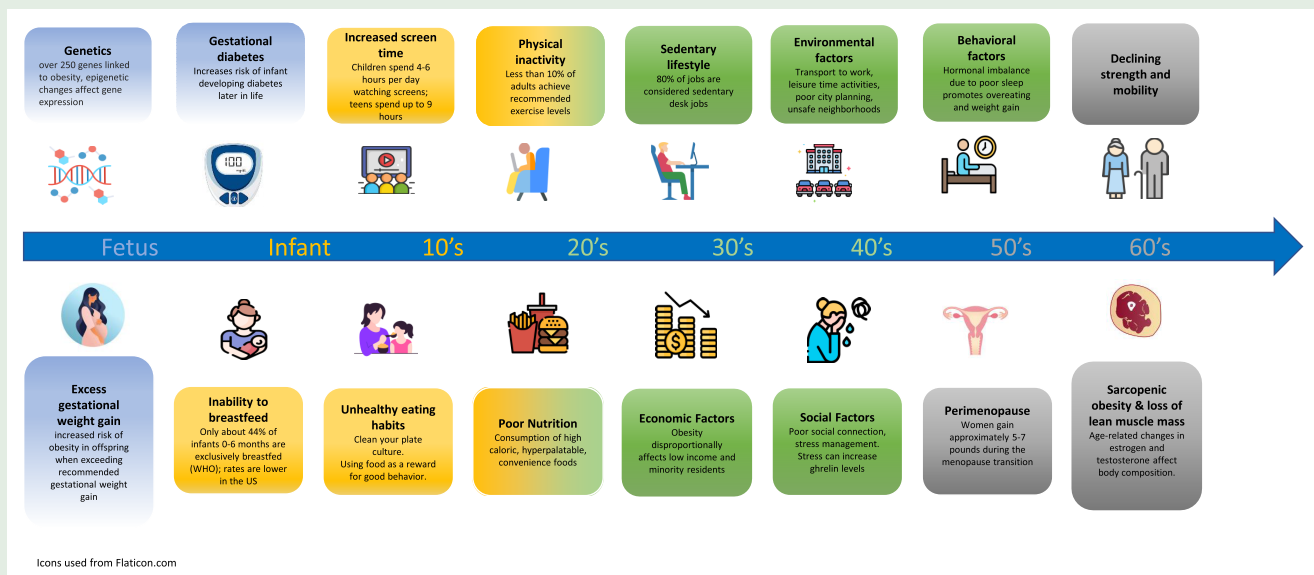 Genetics
over 250 genes linked
to obesity, epigenetic
changes affect gene
expression
Gestational
diabetes
Increases risk of infant
developing diabetes
later in life
Increased screen
time
Children spend 4-6
hours per day
watching screens;
teens spend up to 9
hours
Physical
inactivity
Less than 10% of
adults achieve
recommended
exercise levels
Sedentary
lifestyle
80% of jobs are
considered sedentary
desk jobs
Environmental
factors
Transport to work,
leisure time activities,
poor city planning,
unsafe neighborhoods
Behavioral
factors
Hormonal imbalance
due to poor sleep
promotes overeating
and weight gain
Declining
strength and
mobility
100
Fetus Infant 10's 20's 30's 40's 50's 60's
Excess
gestational
weight gain
increased risk of
obesity in offspring
when exceeding
recommended
gestational weight
gain
Inability to
breastfeed
Only about 44% of
infants 0-6 months are
exclusively breastfed
(WHO); rates are lower
in the US
Unhealthy eating
habits
Clean your plate
culture.
Using food as a reward
for good behavior.
Poor Nutrition
Consumption of high
caloric, hyperpalatable,
convenience foods
Economic Factors
Obesity
disproportionally
affects low income and
minority residents
Social Factors
Poor social connection,
stress management.
Stress can increase
ghrelin levels
Perimenopause
Women gain
approximately 5-7
pounds during the
menopause transition
Sarcopenic
obesity & loss of
lean muscle mass
Age-related changes in
estrogen and
testosterone affect
body composition.
Icons used from Flaticon.com